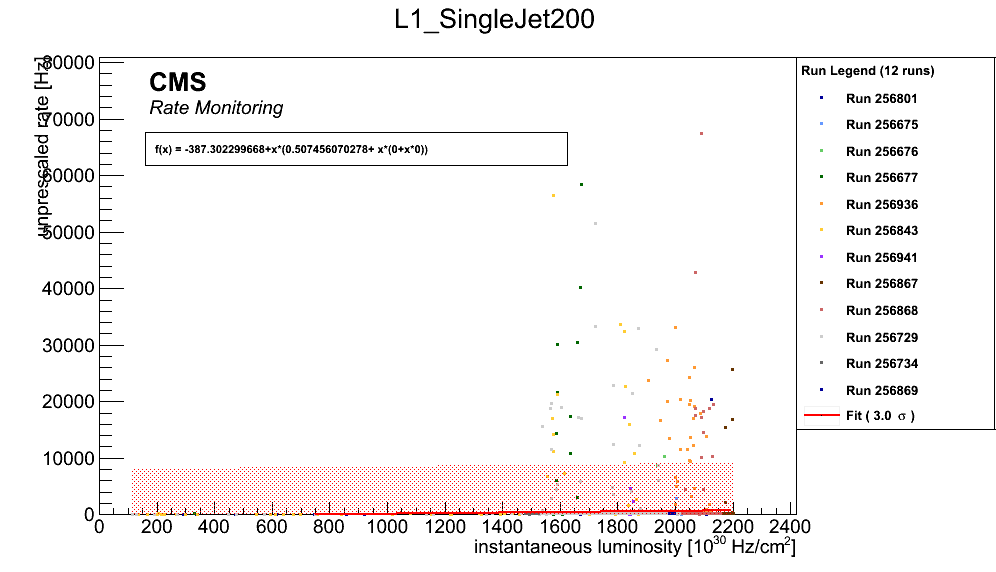 L1_SingleJet200
unprescaled rate [Hz]
80000
70000
60000
50000
40000
30000
20000
10000
0
CMS
Rate Monitoring
f(x) = -387.302299668+x*(0.507456070278+ x*(0+x*0))
0 200 400 600 800 1000 1200 1400 1600 1800 2000 2200 2400
instantaneous luminosity [10^30 Hz/cm^2]
Run Legend (12 runs)
Run 256801
Run 256675
Run 256676
Run 256677
Run 256936
Run 256843
Run 256941
Run 256867
Run 256868
Run 256729
Run 256734
Run 256869
Fit ( 3.0 σ )